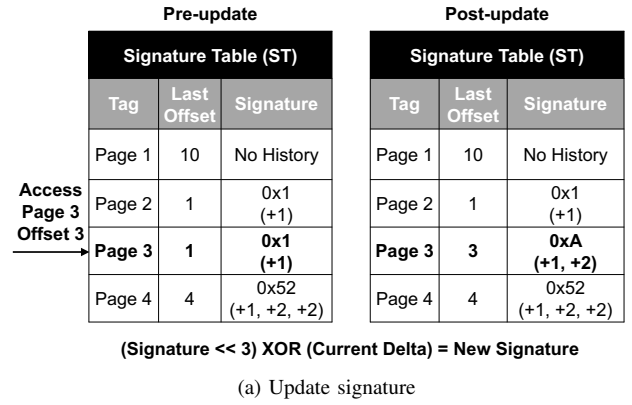 Pre-update
Post-update
Signature Table (ST)
Signature Table (ST)
Tag Last Offset Signature
Tag Last Offset Signature
Page 1 10 No History
Page 1 10 No History
Access
Page 3
Offset 3
Page 2 1 0x1 (+1)
Page 2 1 0x1 (+1)
Page 3 1 0x1 (+1)
Page 3 3 0xA (+1, +2)
Page 4 4 0x52 (+1, +2, +2)
Page 4 4 0x52 (+1, +2, +2)
(Signature << 3) XOR (Current Delta) = New Signature
(a) Update signature